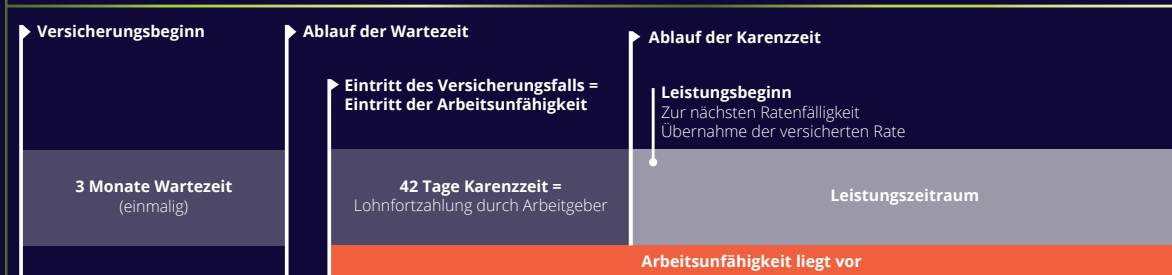 Versicherungsbeginn
Ablauf der Wartezeit
Ablauf der Karenzzeit
Eintritt des Versicherungsfalls =
Eintritt der Arbeitsunfähigkeit
Leistungsbeginn
Zur nächsten Ratenfälligkeit
Übernahme der versicherten Rate
3 Monate Wartezeit
(einmalig)
42 Tage Karenzzeit =
Lohnfortzahlung durch Arbeitgeber
Leistungszeitraum
Arbeitsunfähigkeit liegt vor